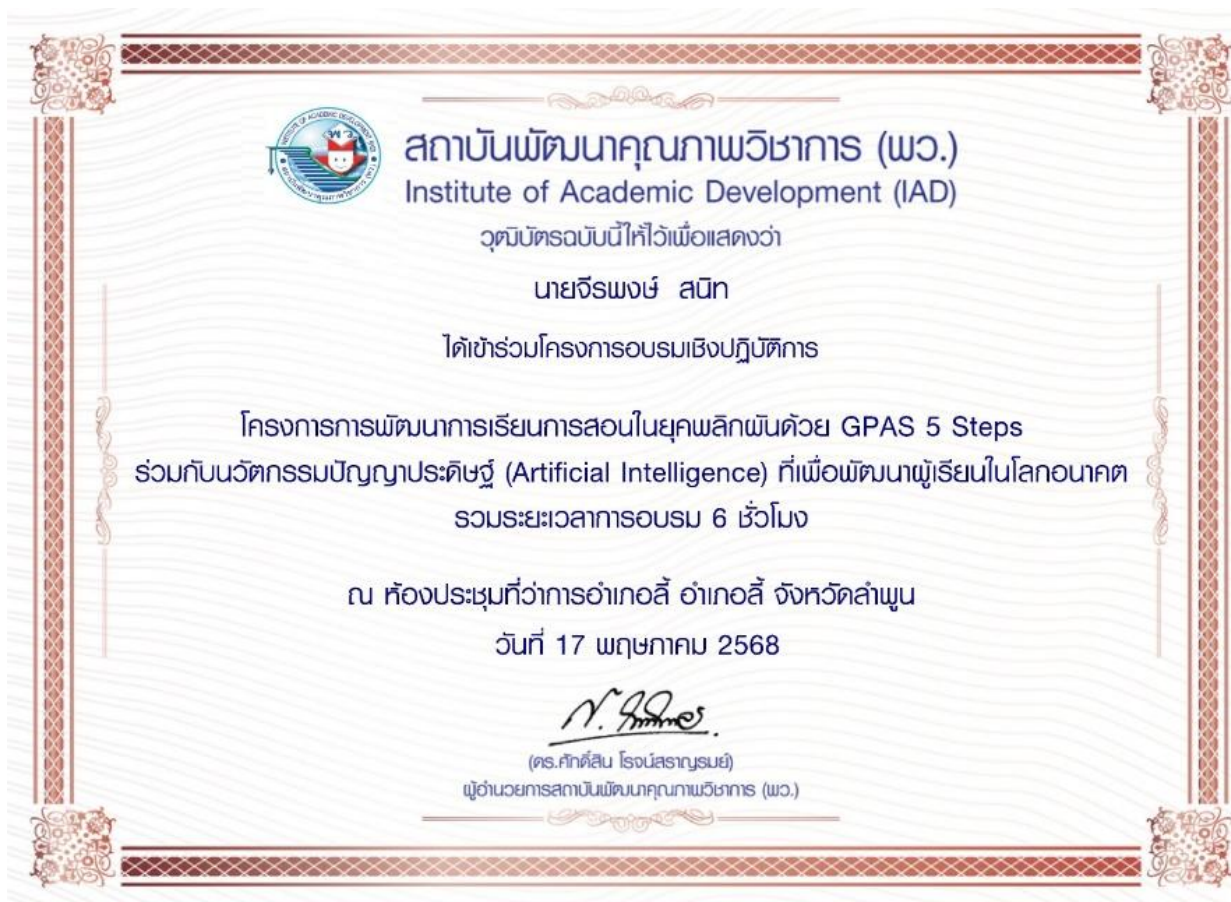 สถาบันพัฒนาคุณภาพวิชาการ (พว.)
Institute of Academic Development (IAD)
วุฒิบัตรฉบับนี้ให้ไว้เพื่อแสดงว่า
นายจีรพงษ์ สนิท
ได้เข้าร่วมโครงการอบรมเชิงปฏิบัติการ
โครงการการพัฒนาการเรียนการสอนในยุคพลิกผันด้วย GPAS 5 Steps
ร่วมกับนวัตกรรมปัญญาประดิษฐ์ (Artificial Intelligence) ที่เพื่อพัฒนาผู้เรียนในโลกอนาคต
รวมระยะเวลาการอบรม 6 ชั่วโมง
ณ ห้องประชุมที่ว่าการอำเภอลี้ อำเภอลี้ จังหวัดลำพูน
วันที่ 17 พฤษภาคม 2568
(ดร.ศักดิ์สิน โรจน์สราญรมย์)
ผู้อำนวยการสถาบันพัฒนาคุณภาพวิชาการ (พว.)